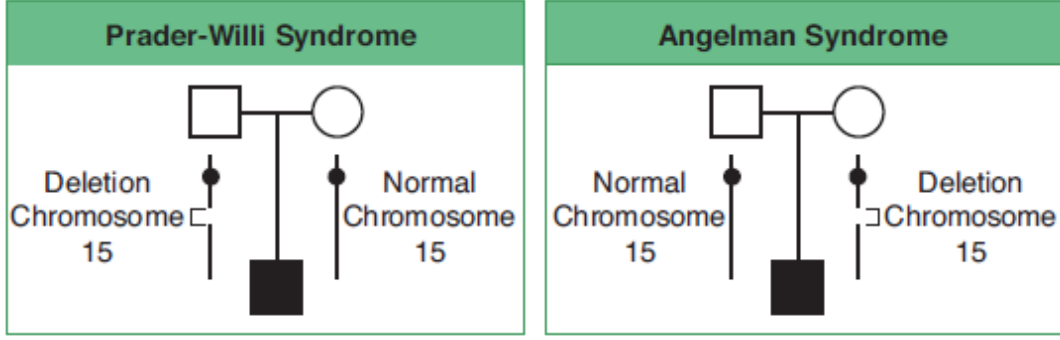 Prader-Willi Syndrome
Deletion
Chromosome
15
Normal
Chromosome
15
Angelman Syndrome
Normal
Chromosome
15
Deletion
Chromosome
15